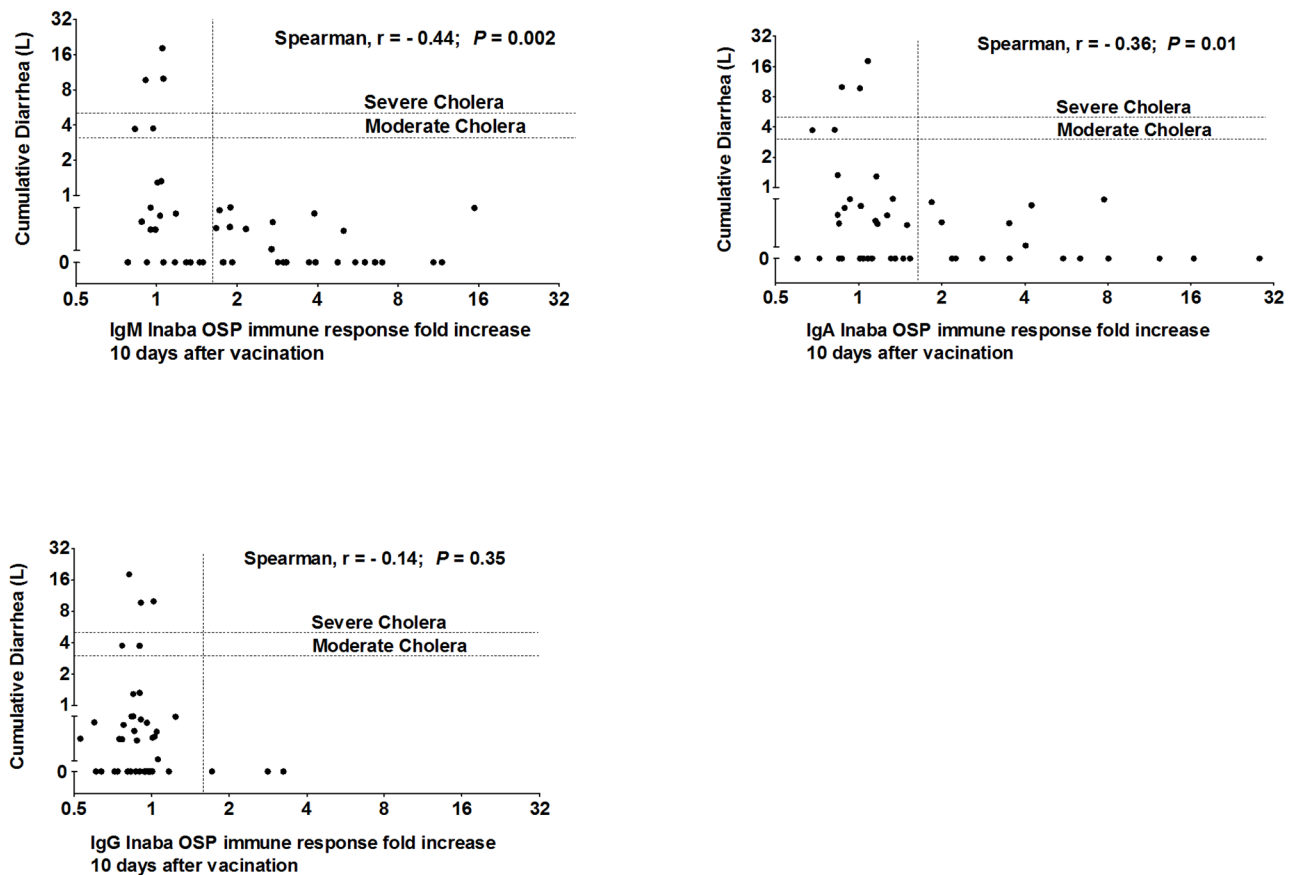 Spearman, r = - 0.44; P = 0.002
Cumulative Diarrhea (L)
32
16
8
4
2
1
0
Severe Cholera
Moderate Cholera
0.5 1 2 4 8 16 32
IgM Inaba OSP immune response fold increase
10 days after vacination
Spearman, r = - 0.36; P = 0.01
Cumulative Diarrhea (L)
32
16
8
4
2
1
0
Severe Cholera
Moderate Cholera
0.5 1 2 4 8 16 32
IgA Inaba OSP immune response fold increase
10 days after vacination
Spearman, r = - 0.14; P = 0.35
Cumulative Diarrhea (L)
32
16
8
4
2
1
0
Severe Cholera
Moderate Cholera
0.5 1 2 4 8 16 32
IgG Inaba OSP immune response fold increase
10 days after vacination